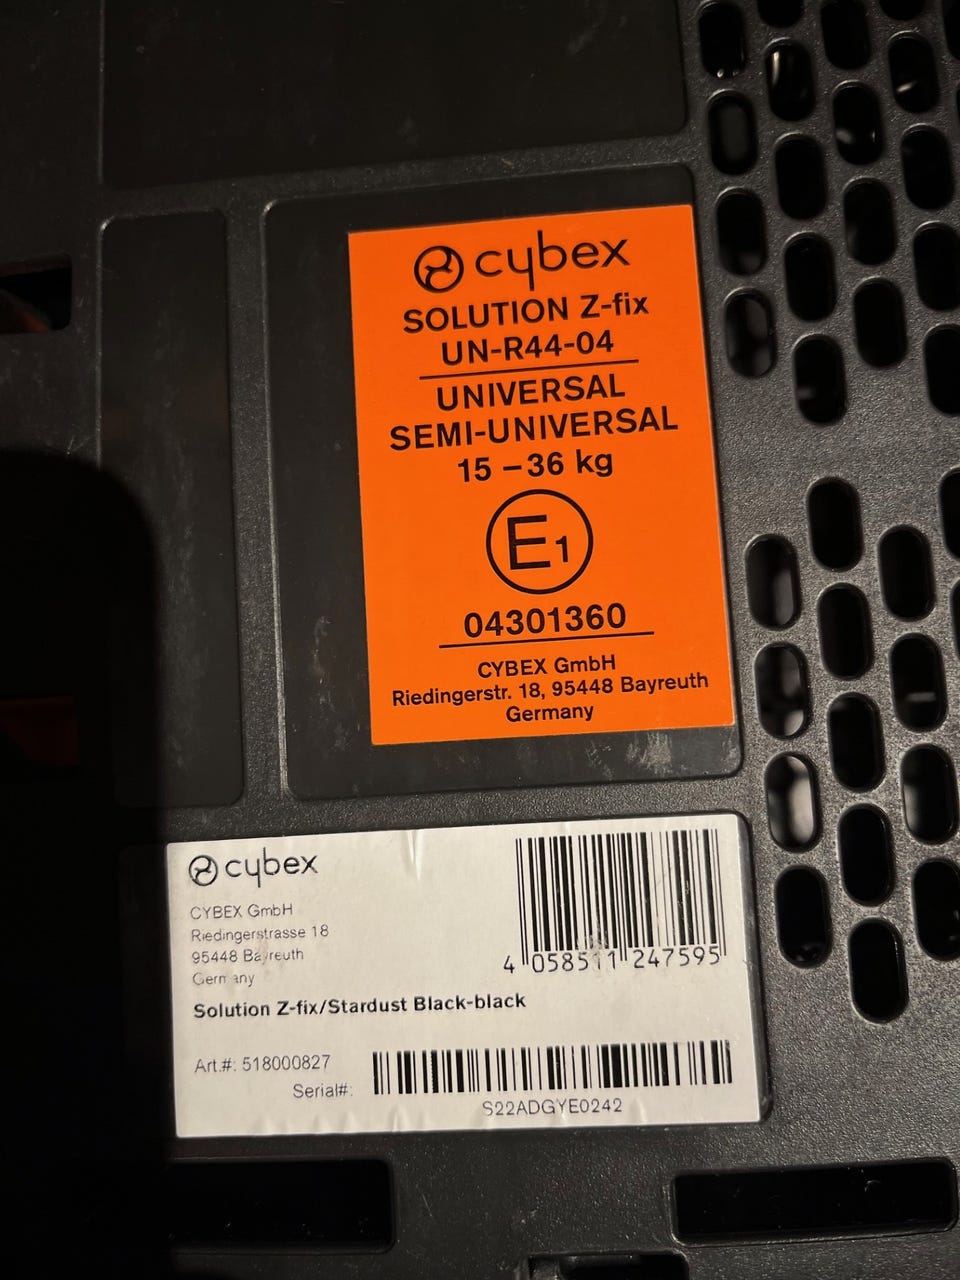 cybex
SOLUTION Z-fix
UN-R44-04
UNIVERSAL
SEMI-UNIVERSAL
15 – 36 kg
E1
04301360
CYBEX GmbH
Riedingerstr. 18, 95448 Bayreuth
Germany
cybex
CYBEX GmbH
Riedingerstrasse 18
95448 Bayreuth
Germany
4 058511 247595
Solution Z-fix/Stardust Black-black
Art.#: 518000827
Serial#:
S22ADGYE0242